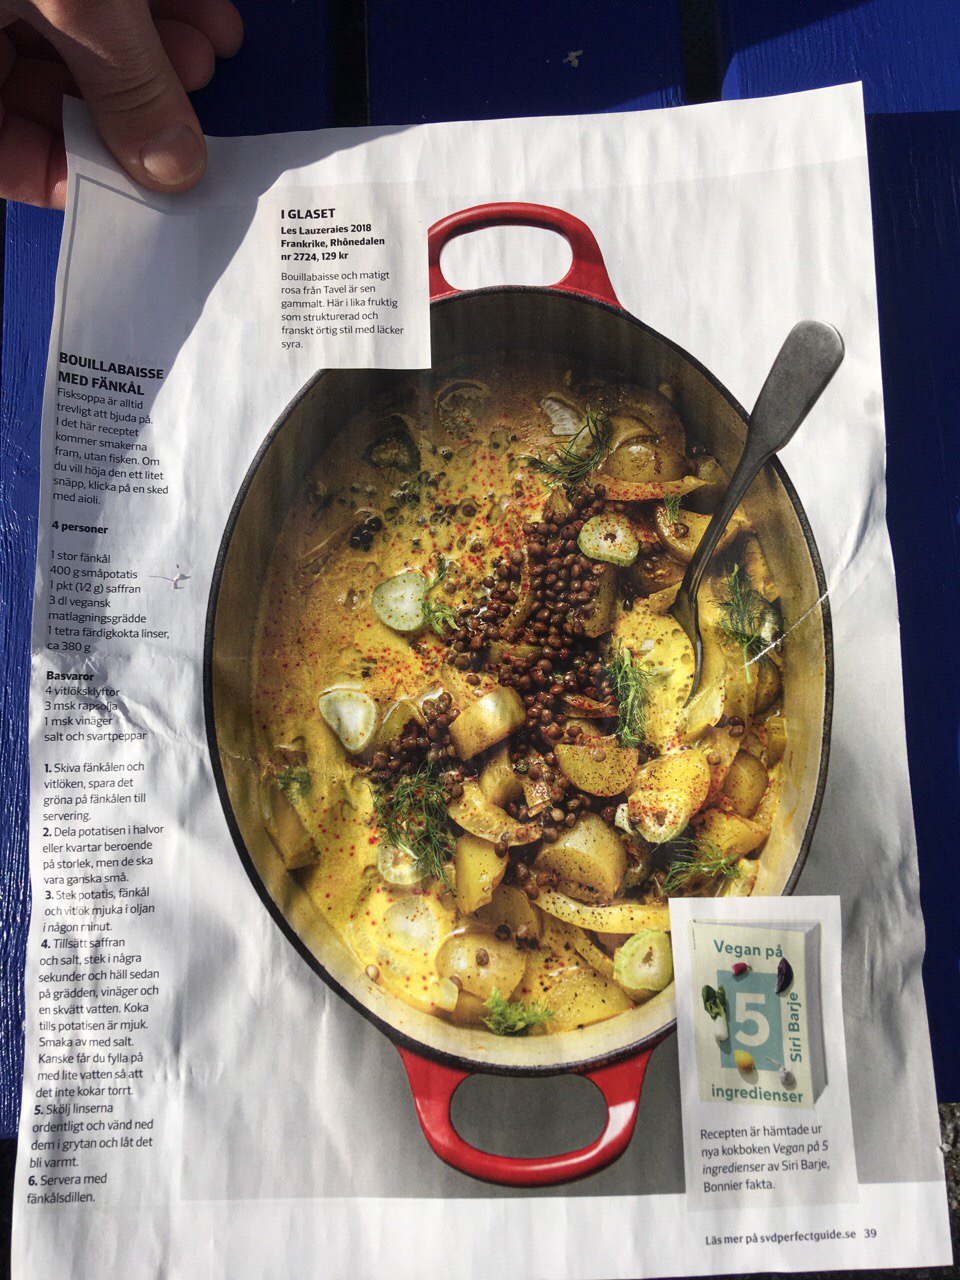 I GLASET
Les Lauzeraies 2018
Frankrike, Rhônedalen
nr 2724, 129 kr
Bouillabaisse och matigt
rosa från Tavel är sen
gammalt. Här i lika fruktig
som strukturerad och
franskt örtig stil med läcker
syra.
BOUILLABAISSE
MED FÄNKÅL
Fisksoppa är alltid
trevligt att bjuda på.
I det här receptet
kommer smakerna
fram, utan fisken. Om
du vill höja den ett litet
snäpp, klicka på en sked
med aioli.
4 personer
1 stor fänkål
400 g småpotatis
1 pkt (1/2 g) saffran
3 dl vegansk
matlagningsgrädde
1 tetra färdigkokta linser,
ca 380 g
Basvaror
4 vitlöksklyftor
3 msk rapsolja
1 msk vinäger
salt och svartpeppar
1. Skiva fänkålen och
vitlöken, spara det
gröna på fänkålen till
servering.
2. Dela potatisen i halvor
eller kvartar beroende
på storlek, men de ska
vara ganska små.
3. Stek potatis, fänkål
och vitlök mjuka i oljan
i någon minut.
4. Tillsätt saffran
och salt, stek i några
sekunder och häll sedan
på grädden, vinäger och
en skvätt vatten. Koka
tills potatisen är mjuk.
Smaka av med salt.
Kanske får du fylla på
med lite vatten så att
det inte kokar torrt.
5. Skölj linserna
ordentligt och vänd ned
dem i grytan och låt det
bli varmt.
6. Servera med
fänkålsdillen.
Vegan på
5
ingredienser
Siri Barje
Recepten är hämtade ur
nya kokboken Vegan på 5
ingredienser av Siri Barje,
Bonnier fakta.
Läs mer på svdperfectguide.se 39